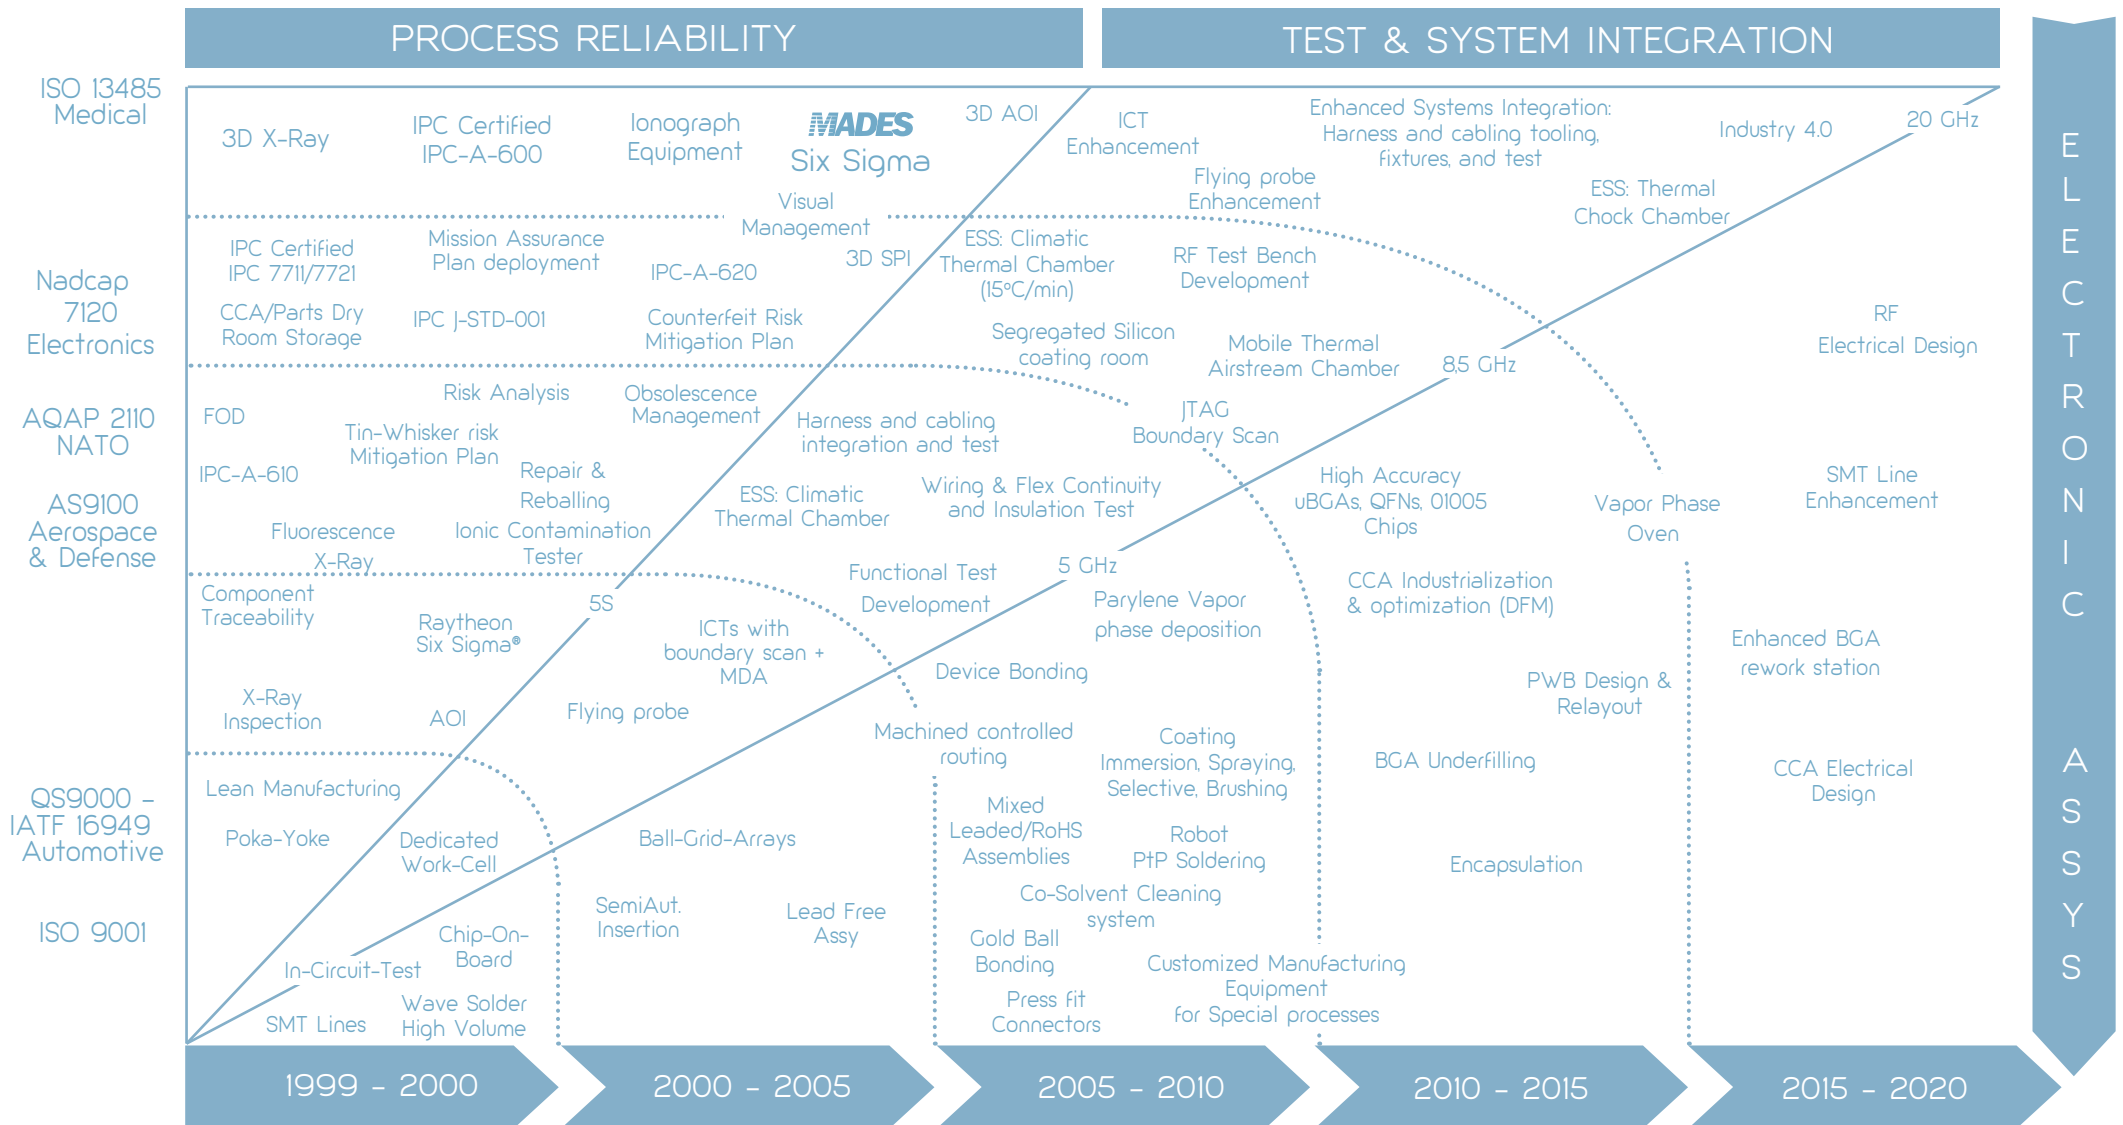 PROCESS RELIABILITY
TEST & SYSTEM INTEGRATION
ISO 13485
Medical
Nadcap
7120
Electronics
AQAP 2110
NATO
AS9100
Aerospace
& Defense
QS9000 -
IATF 16949
Automotive
ISO 9001
3D X-Ray
IPC Certified
IPC-A-600
Ionograph
Equipment
MADES
Six Sigma
3D AOI
Visual
Management
ICT
Enhancement
Flying probe
Enhancement
Enhanced Systems Integration:
Harness and cabling tooling,
fixtures, and test
Industry 4.0
20 GHz
ESS: Thermal
Chock Chamber
IPC Certified
IPC 7711/7721
Mission Assurance
Plan deployment
IPC-A-620
3D SPI
CCA/Parts Dry
Room Storage
IPC J-STD-001
Counterfeit Risk
Mitigation Plan
ESS: Climatic
Thermal Chamber
(15ºC/min)
RF Test Bench
Development
Segregated Silicon
coating room
Mobile Thermal
Airstream Chamber
8,5 GHz
RF
Electrical Design
FOD
Risk Analysis
Obsolescence
Management
Tin-Whisker risk
Mitigation Plan
IPC-A-610
Repair &
Reballing
Fluorescence
X-Ray
Ionic Contamination
Tester
Harness and cabling
integration and test
JTAG
Boundary Scan
ESS: Climatic
Thermal Chamber
Wiring & Flex Continuity
and Insulation Test
High Accuracy
uBGAs, QFNs, 01005
Chips
Vapor Phase
Oven
SMT Line
Enhancement
Component
Traceability
Raytheon
Six Sigma®
5S
X-Ray
Inspection
AOI
ICTs with
boundary scan +
MDA
Flying probe
Functional Test
Development
5 GHz
Parylene Vapor
phase deposition
Device Bonding
CCA Industrialization
& optimization (DFM)
PWB Design &
Relayout
Enhanced BGA
rework station
Machined controlled
routing
Coating
Immersion, Spraying,
Selective, Brushing
BGA Underfilling
CCA Electrical
Design
Lean Manufacturing
Poka-Yoke
Dedicated
Work-Cell
Ball-Grid-Arrays
Mixed
Leaded/RoHS
Assemblies
Robot
PtP Soldering
Encapsulation
Co-Solvent Cleaning
system
SemiAut.
Insertion
Lead Free
Assy
Chip-On-
Board
In-Circuit-Test
Gold Ball
Bonding
Customized Manufacturing
Equipment
for Special processes
SMT Lines
Wave Solder
High Volume
Press fit
Connectors
1999 - 2000
2000 - 2005
2005 - 2010
2010 - 2015
2015 - 2020
ELECTRONIC ASSYS